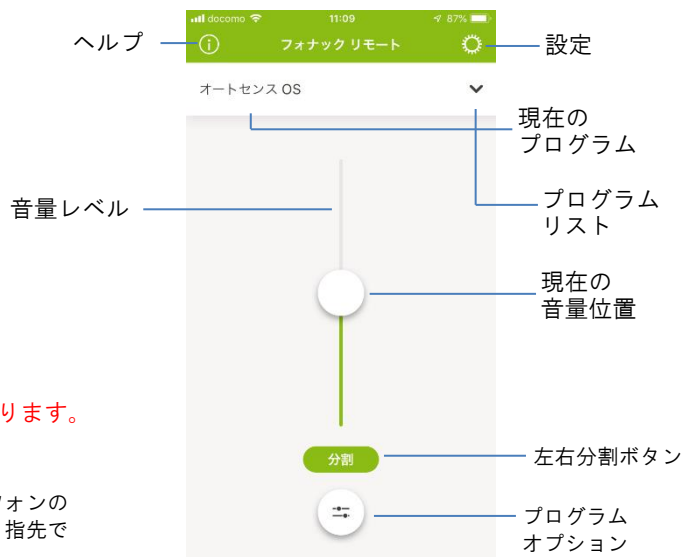 docomo 11:09 87%
ヘルプ
フォナック リモート
設定
オートセンス OS
現在の
プログラム
音量レベル
プログラム
リスト
現在の
音量位置
ります。
分割
左右分割ボタン
ォンの
指先で
プログラム
オプション